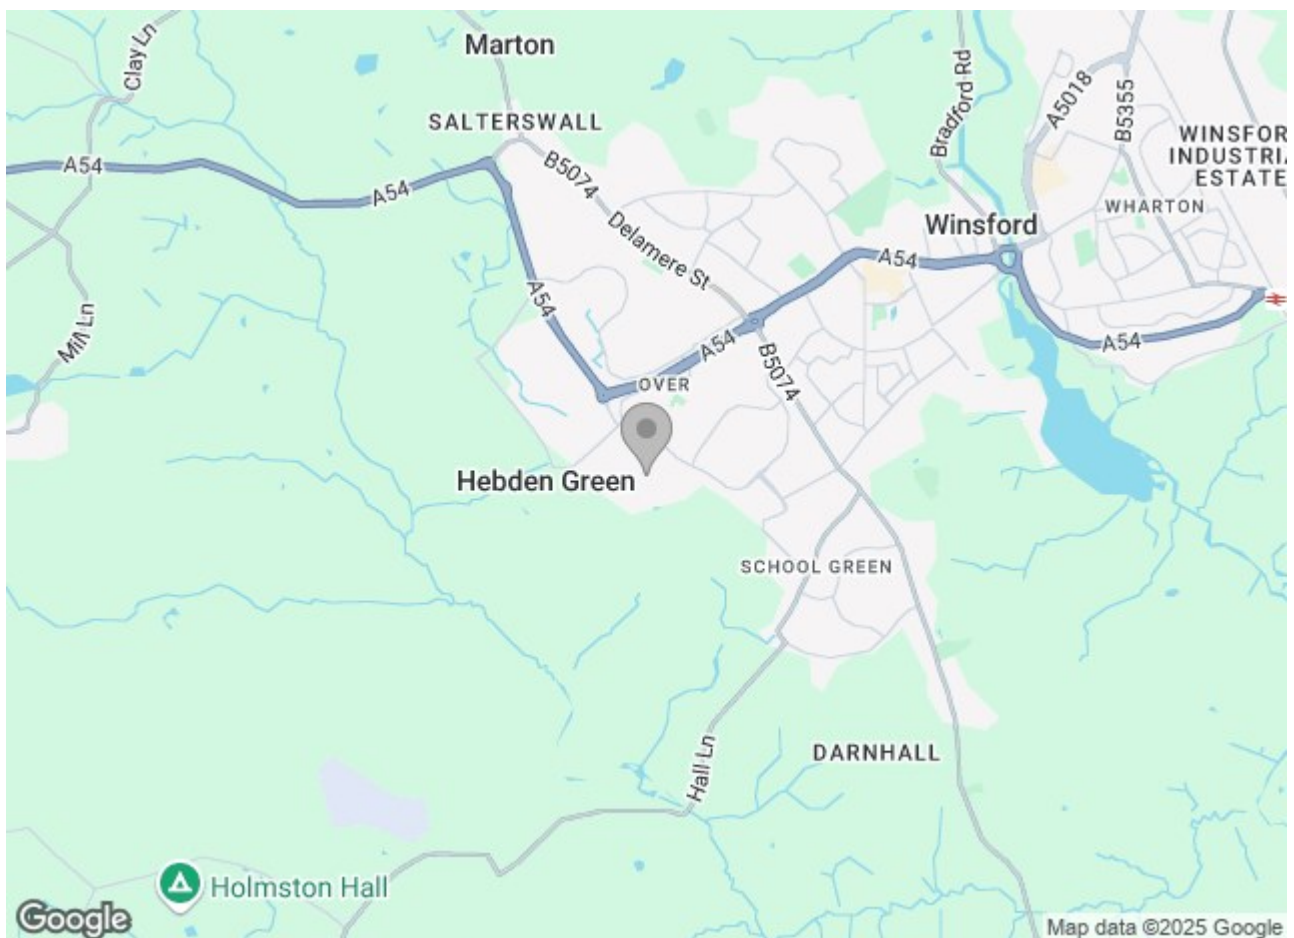 Clay Ln
Marton
SALTERSWALL
Bradford Rd
A5018
B5355
WINSFOR
INDUSTRIA
ESTATE
A54
A54
B5074
WHARTON
Delamere St
Winsford
A54
A54
Mill Ln
A54
A54
B5074
OVER
Hebden Green
SCHOOL GREEN
Hall Ln
DARNHALL
Holmston Hall
Google
Map data ©2025 Google